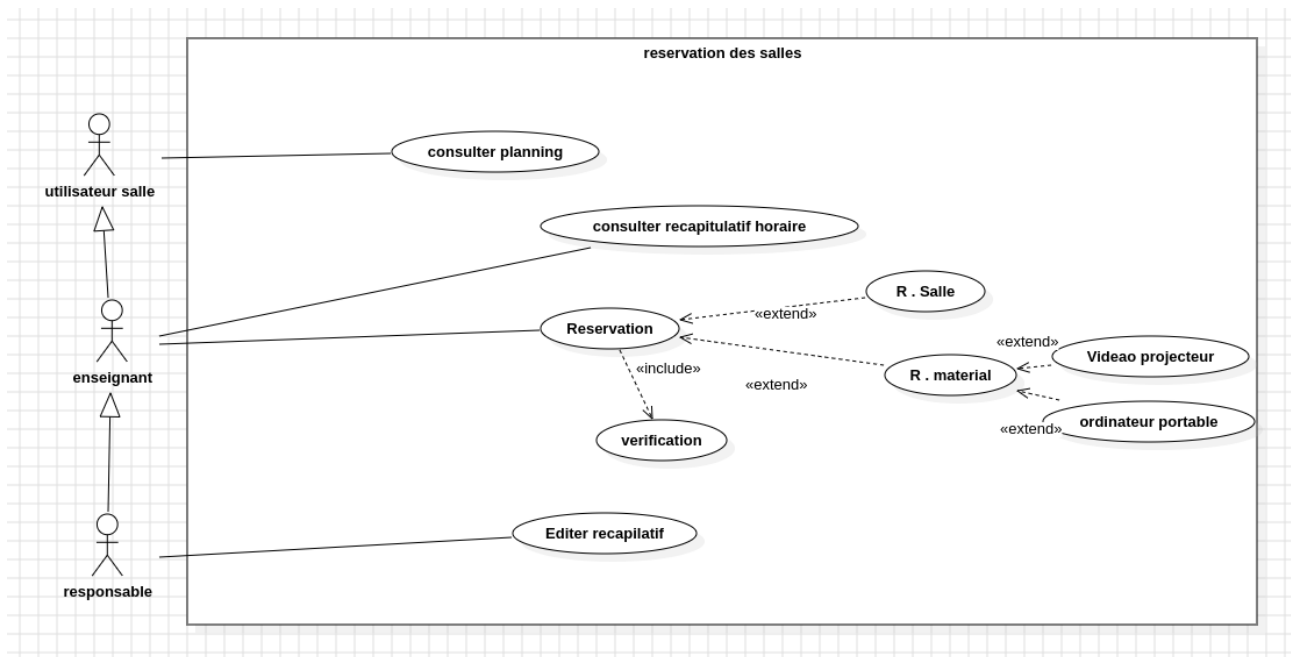 reservation des salles
consulter planning
utilisateur salle
consulter recapitulatif horaire
R . Salle
«extend»
Reservation
«extend»
Videao projecteur
«include»
R . material
enseignant
«extend»
ordinateur portable
«extend»
verification
Editer recapilatif
responsable